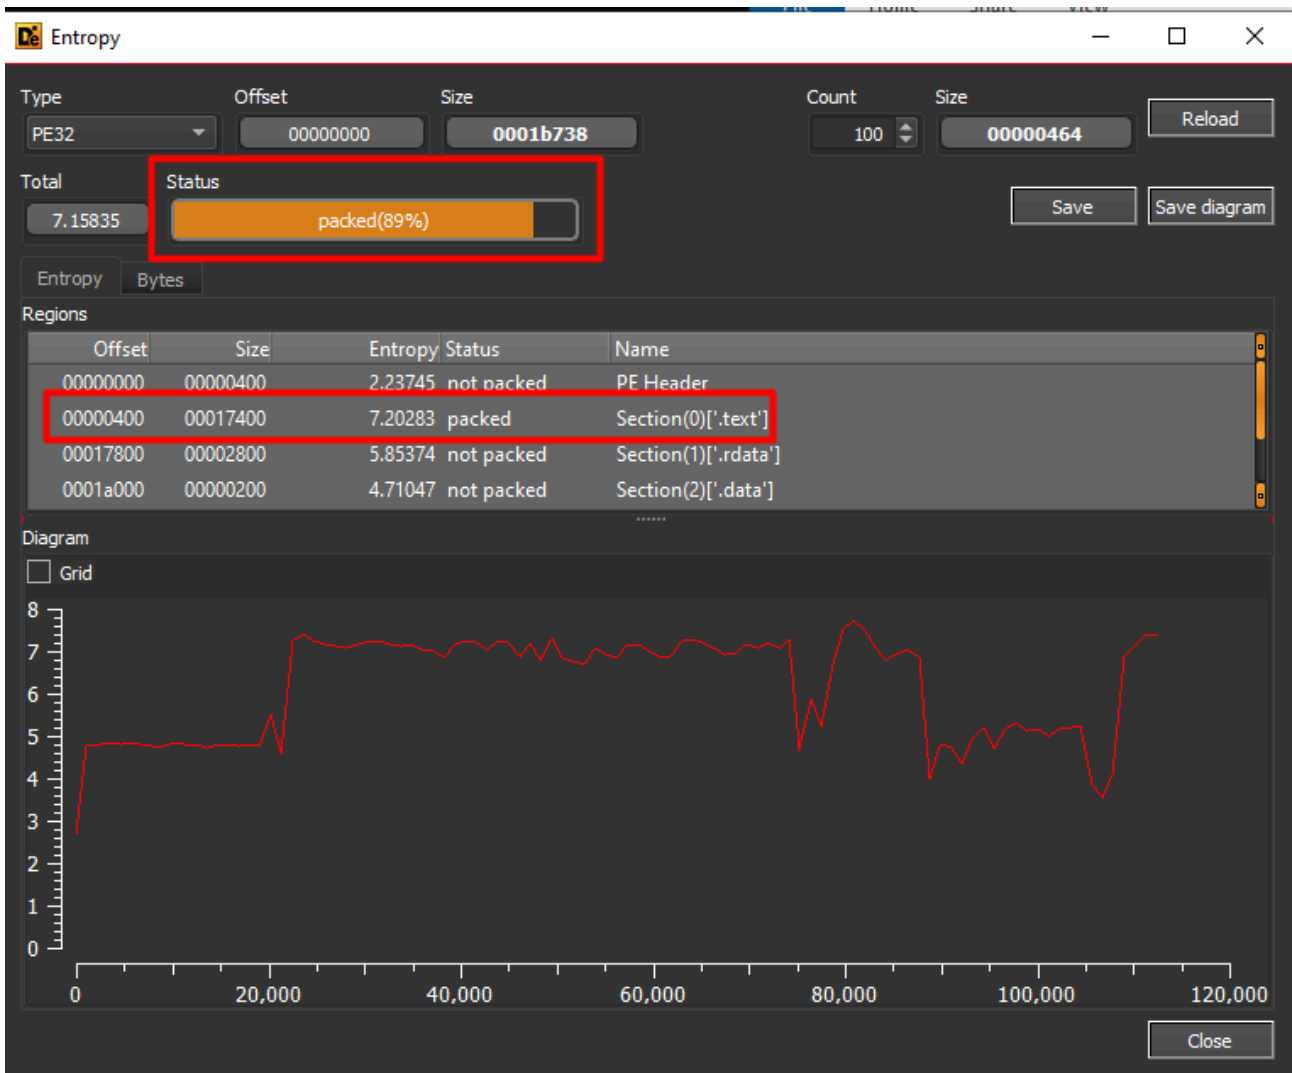 Entropy
Type Offset Size Count Size
PE32 00000000 0001b738 100 00000464 Reload
Total Status
7.15835 packed(89%) Save Save diagram
Entropy Bytes
Regions
Offset Size Entropy Status Name
00000000 00000400 2.23745 not packed PE Header
00000400 00017400 7.20283 packed Section(0)['.text']
00017800 00002800 5.85374 not packed Section(1)['.rdata']
0001a000 00000200 4.71047 not packed Section(2)['.data']
Diagram
Grid
8
7
6
5
4
3
2
1
0
0 20,000 40,000 60,000 80,000 100,000 120,000
Close